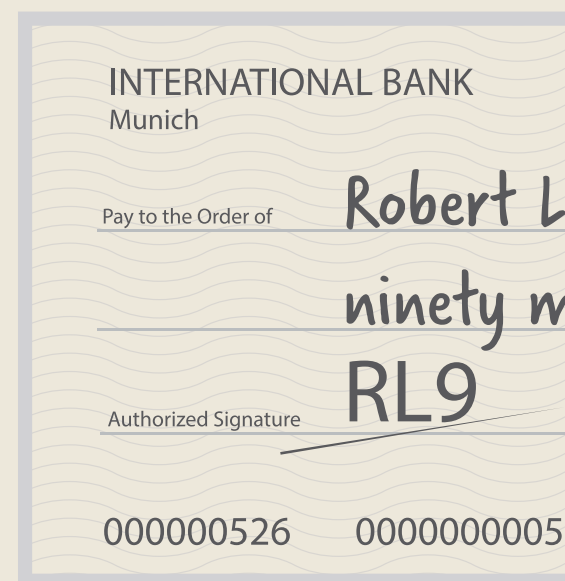 INTERNATIONAL BANK
Munich
Pay to the Order of Robert L
ninety m
Authorized Signature RL9
000000526 0000000005